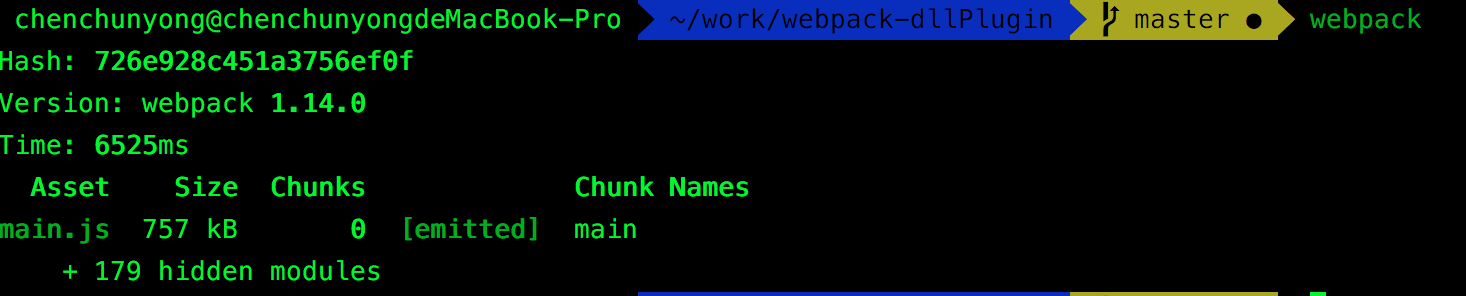 chenchunyong@chenchunyongdeMacBook-Pro ~/work/webpack-dllPlugin master ● webpack
Hash: 726e928c451a3756ef0f
Version: webpack 1.14.0
Time: 6525ms
Asset Size Chunks Chunk Names
main.js 757 kB 0 [emitted] main
+ 179 hidden modules